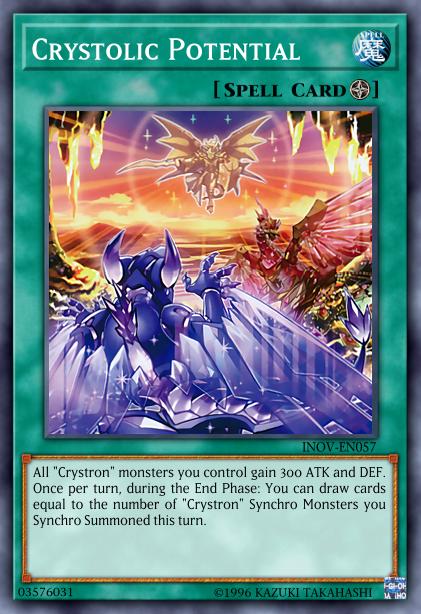 Crystolic Potential
SPELL
魔
[Spell Card]
INOV-EN057
All "Crystron" monsters you control gain 300 ATK and DEF.
Once per turn, during the End Phase: You can draw cards
equal to the number of "Crystron" Synchro Monsters you
Synchro Summoned this turn.
03576031
©1996 KAZUKI TAKAHASHI